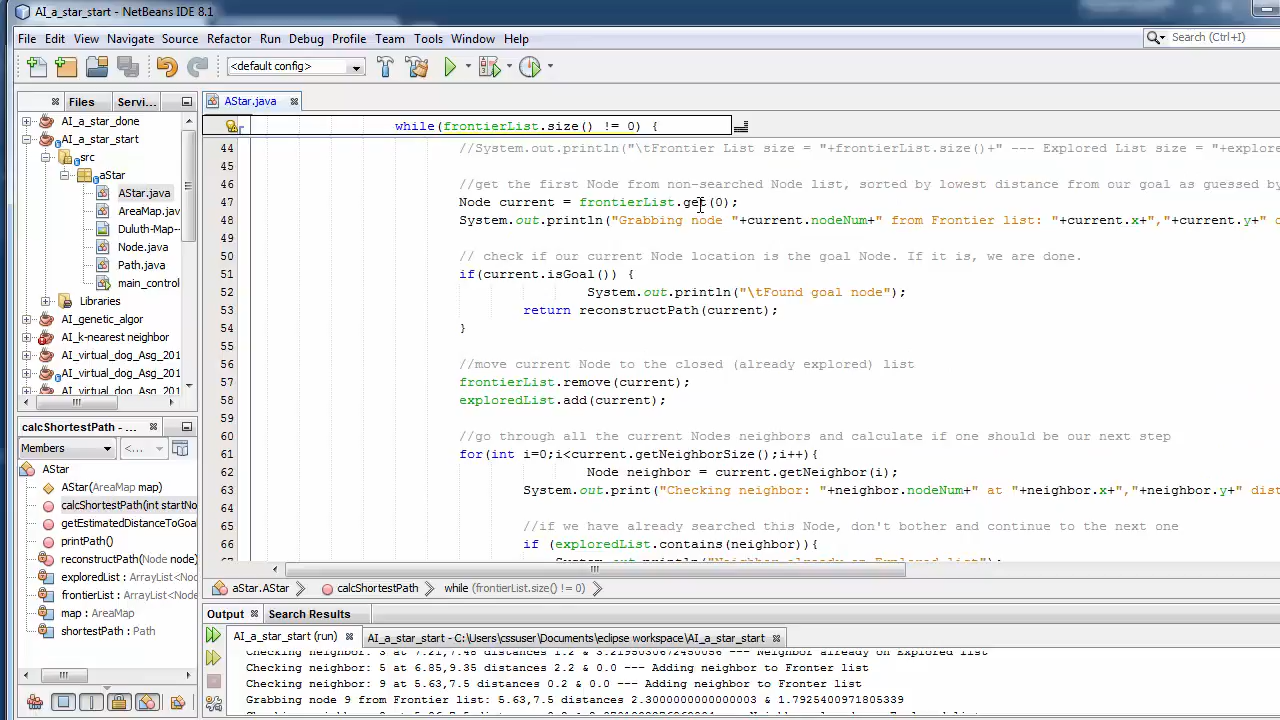 AI_a_star_start - NetBeans IDE 8.1
File Edit View Navigate Source Refactor Run Debug Profile Team Tools Window Help
Search (Ctrl+I)
<default config>
Files Servi...
AI_a_star_done
AI_a_star_start
src
aStar
AStar.java
AreaMap.java
Duluth-Map-
Node.java
Path.java
main_control
Libraries
AI_genetic_algor
AI_k-nearest neighbor
AI_virtual_dog_Asg_201
AI_virtual_dog_Asg_201
AI_virtual_dog_Asg_201
calcShortestPath
Members <...
AStar
AStar(AreaMap map)
calcShortestPath(int startNo
getEstimatedDistanceToGoa
printPath()
reconstructPath(Node node)
exploredList : ArrayList<Nod
frontierList : ArrayList<Node
map : AreaMap
shortestPath : Path
AStar.java
while(frontierList.size() != 0) {
44 //System.out.println("\tFrontier List size = "+frontierList.size()+" --- Explored List size = "+explore
45
46 //get the first Node from non-searched Node list, sorted by lowest distance from our goal as guessed by
47 Node current = frontierList.get(0);
48 System.out.println("Grabbing node "+current.nodeNum+" from Frontier list: "+current.x+","+current.y+" d
49
50 // check if our current Node location is the goal Node. If it is, we are done.
51 if(current.isGoal()) {
52 System.out.println("\tFound goal node");
53 return reconstructPath(current);
54 }
55
56 //move current Node to the closed (already explored) list
57 frontierList.remove(current);
58 exploredList.add(current);
59
60 //go through all the current Nodes neighbors and calculate if one should be our next step
61 for(int i=0;i<current.getNeighborSize();i++){
62 Node neighbor = current.getNeighbor(i);
63 System.out.print("Checking neighbor: "+neighbor.nodeNum+" at "+neighbor.x+","+neighbor.y+" dist
64
65 //if we have already searched this Node, don't bother and continue to the next one
66 if (exploredList.contains(neighbor)){
67 System.out.println("Neighbor already on Explored list");
aStar.AStar calcShortestPath while (frontierList.size() != 0)
Output Search Results
AI_a_star_start (run) AI_a_star_start - C:\Users\cssuser\Documents\eclipse workspace\AI_a_star_start
Checking neighbor: 3 at 7.21,7.48 distances 1.2 & 3.2195030672450056 --- Neighbor already on Explored list
Checking neighbor: 5 at 6.85,9.35 distances 2.2 & 0.0 --- Adding neighbor to Fronter list
Checking neighbor: 9 at 5.63,7.5 distances 0.2 & 0.0 --- Adding neighbor to Fronter list
Grabbing node 9 from Frontier list: 5.63,7.5 distances 2.3000000000000003 & 1.7925400971805339